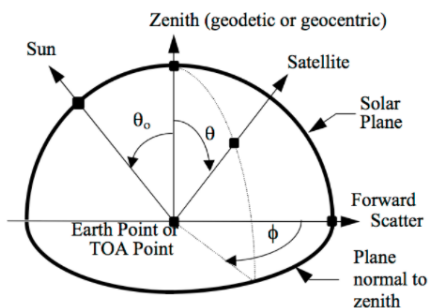 Zenith (geodetic or geocentric)
Sun
Satellite
θo
θ
Solar
Plane
Forward
Scatter
Earth Point or
TOA Point
ϕ
Plane
normal to
zenith